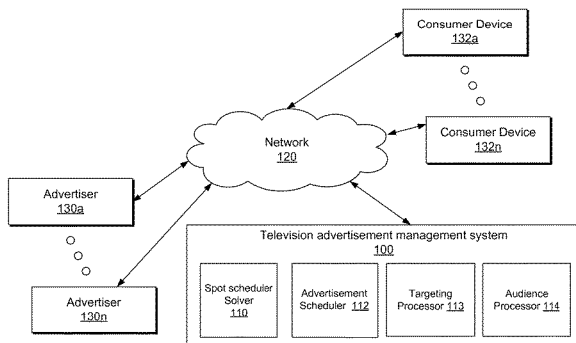 Consumer Device
132a
Consumer Device
132n
Network
120
Advertiser
130a
Advertiser
130n
Television advertisement management system
100
Spot scheduler
Solver
110
Advertisement
Scheduler 112
Targeting
Processor 113
Audience
Processor 114